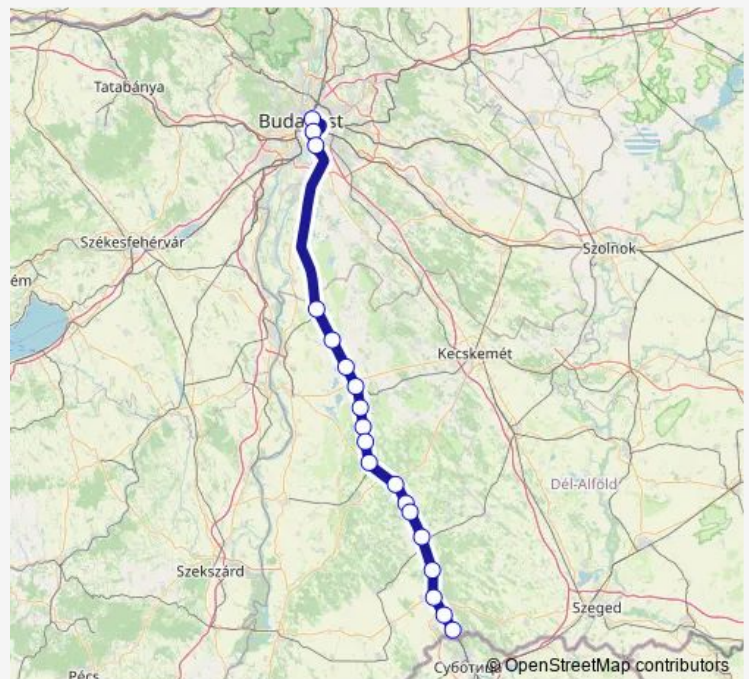 Tatabánya
Budapest
Székesfehérvár
Szolnok
ém
Kecskemét
Dél-Alföld
Szekszárd
Szeged
Pécs
Суботица
© OpenStreetMap contributors